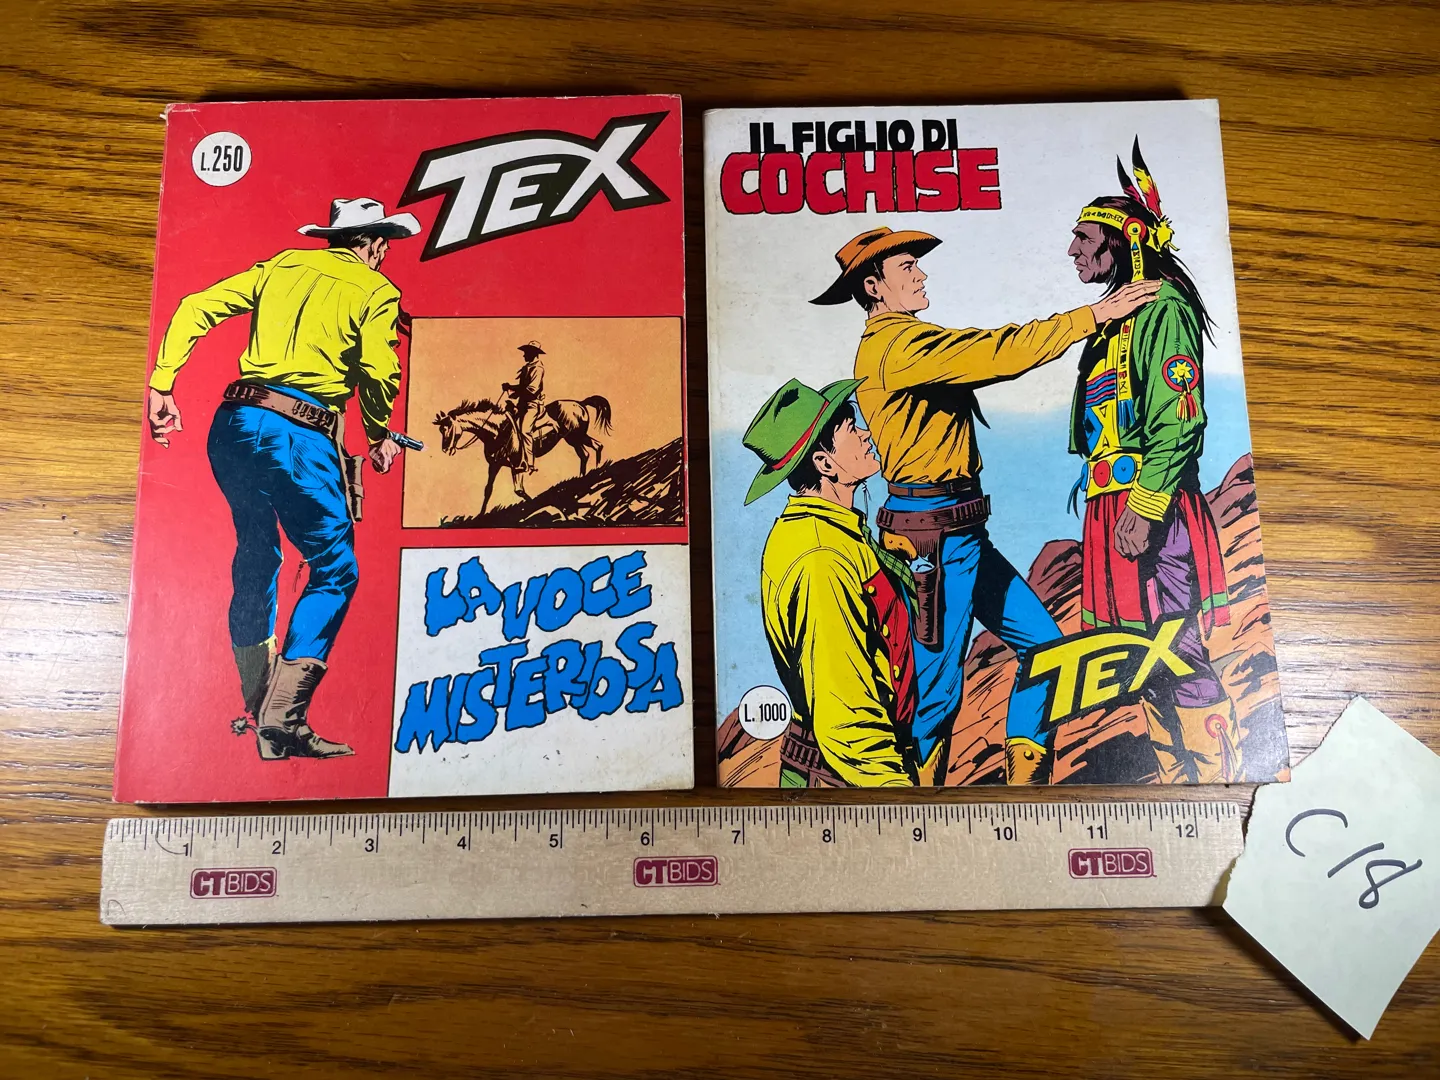 L.250
TEX
LA VOCE
MISTERIOSA
IL FIGLIO DI
COCHISE
TEX
L. 1000
1 2 3 4 5 6 7 8 9 10 11 12
CTBIDS CTBIDS CTBIDS
C18